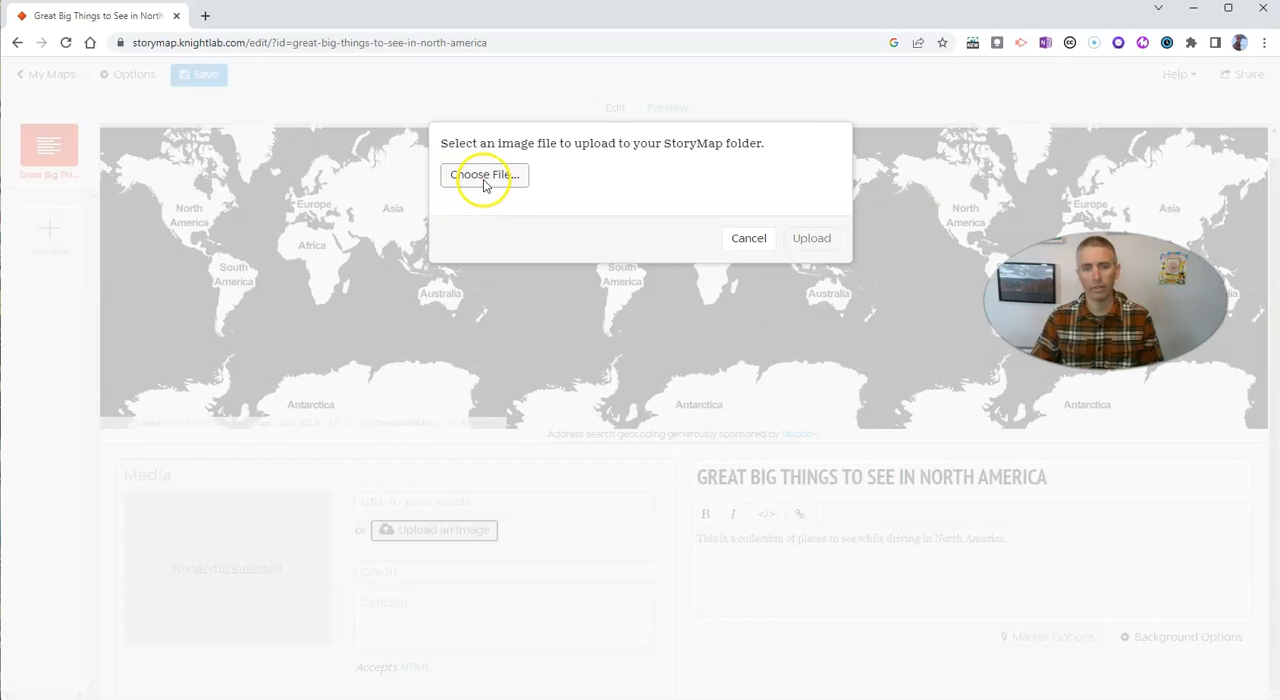 Great Big Things to See in North
storymap.knightlab.com/edit/?id=great-big-things-to-see-in-north-america
My Maps
Options
Save
Help
Share
Edit
Preview
Great Big Thi...
Add Slide
Select an image file to upload to your StoryMap folder.
Choose File...
Cancel
Upload
North America
Europe
Asia
Africa
South America
Australia
Antarctica
North America
Asia
South America
Australia
Antarctica
Antarctica
Address search geocoding generously sponsored by Mapbox.
Media
No Media Selected
URL to your media
or
Upload an Image
Credit
Caption
Accepts HTML.
GREAT BIG THINGS TO SEE IN NORTH AMERICA
B I </>
This is a collection of places to see while driving in North America.
Marker Options
Background Options